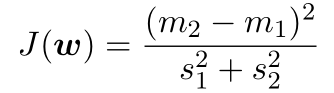 J(w) = (m₂ − m₁)² / (s₁² + s₂²)